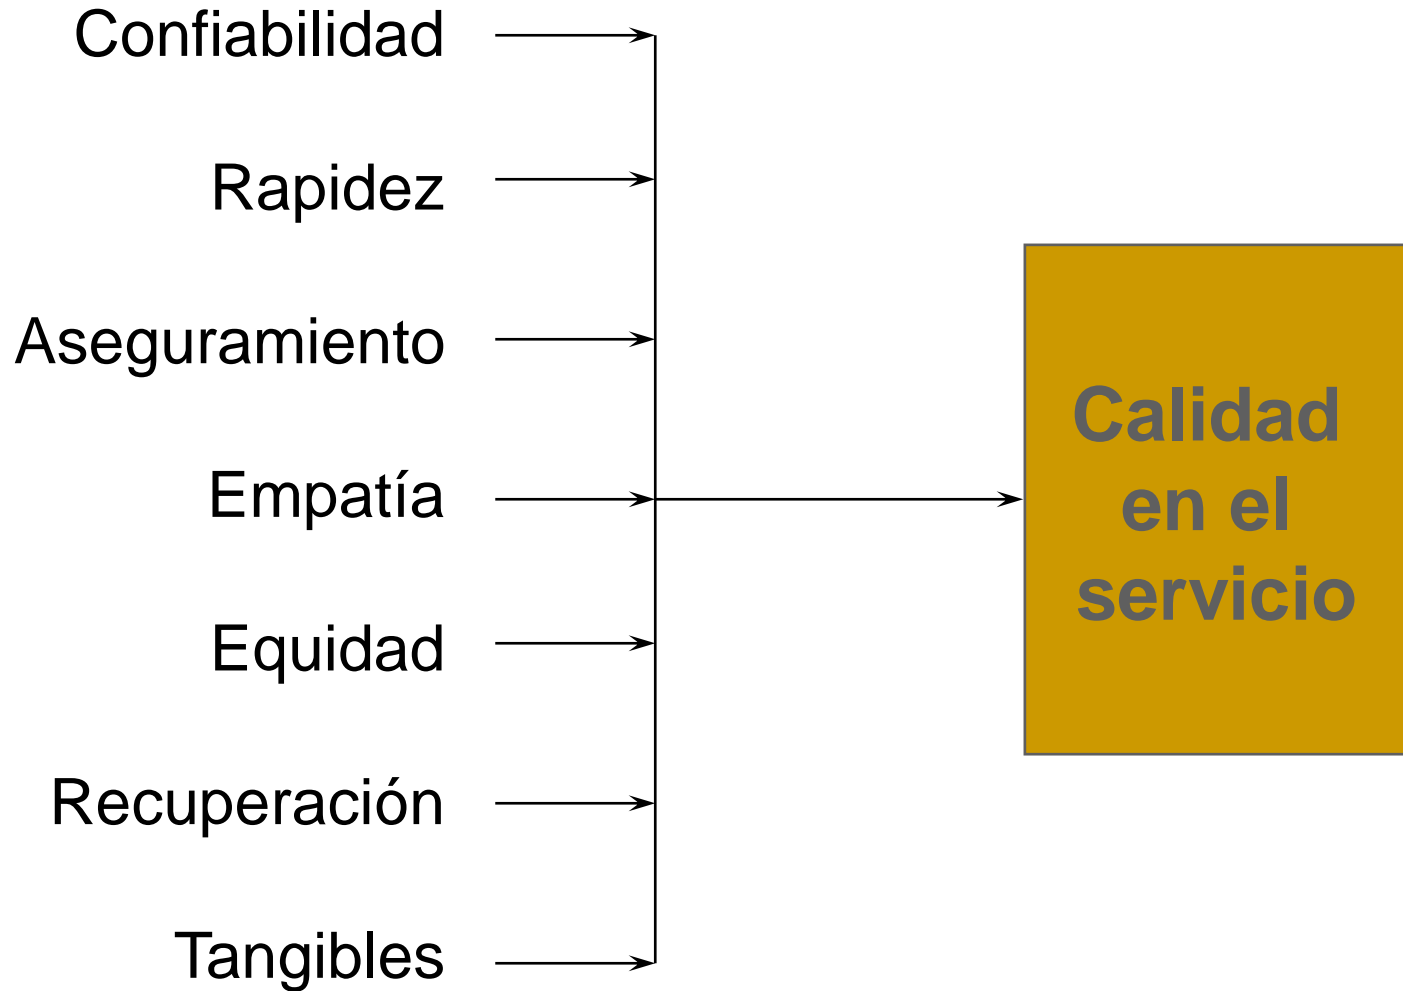 Confiabilidad
Rapidez
Aseguramiento
Empatía
Equidad
Recuperación
Tangibles
Calidad
en el
servicio